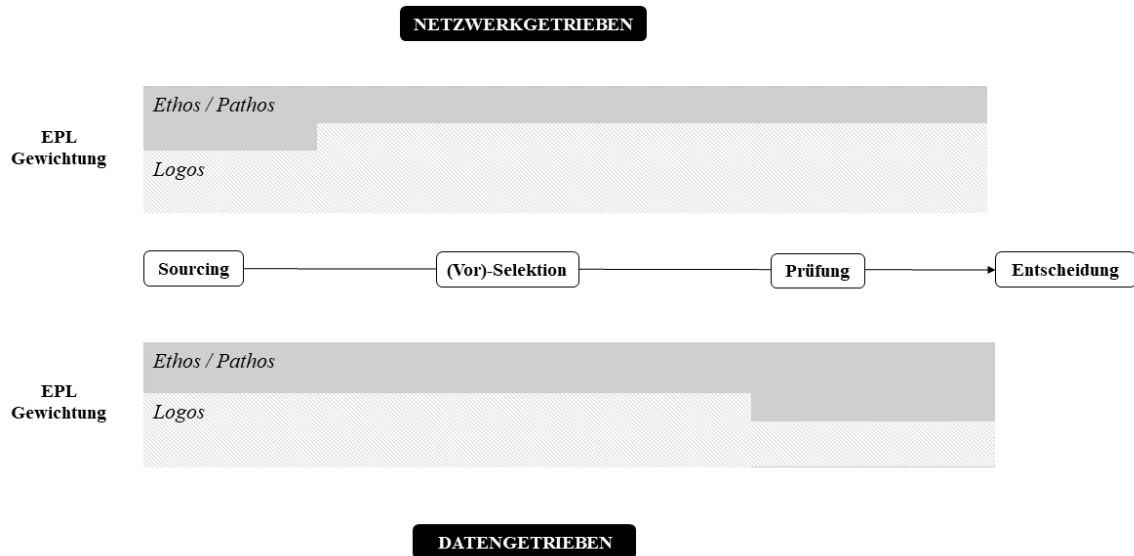 NETZWERKGETRIEBEN
Ethos / Pathos
EPL
Gewichtung
Logos
Sourcing
(Vor)-Selektion
Prüfung
Entscheidung
Ethos / Pathos
EPL
Gewichtung
Logos
DATENGETRIEBEN